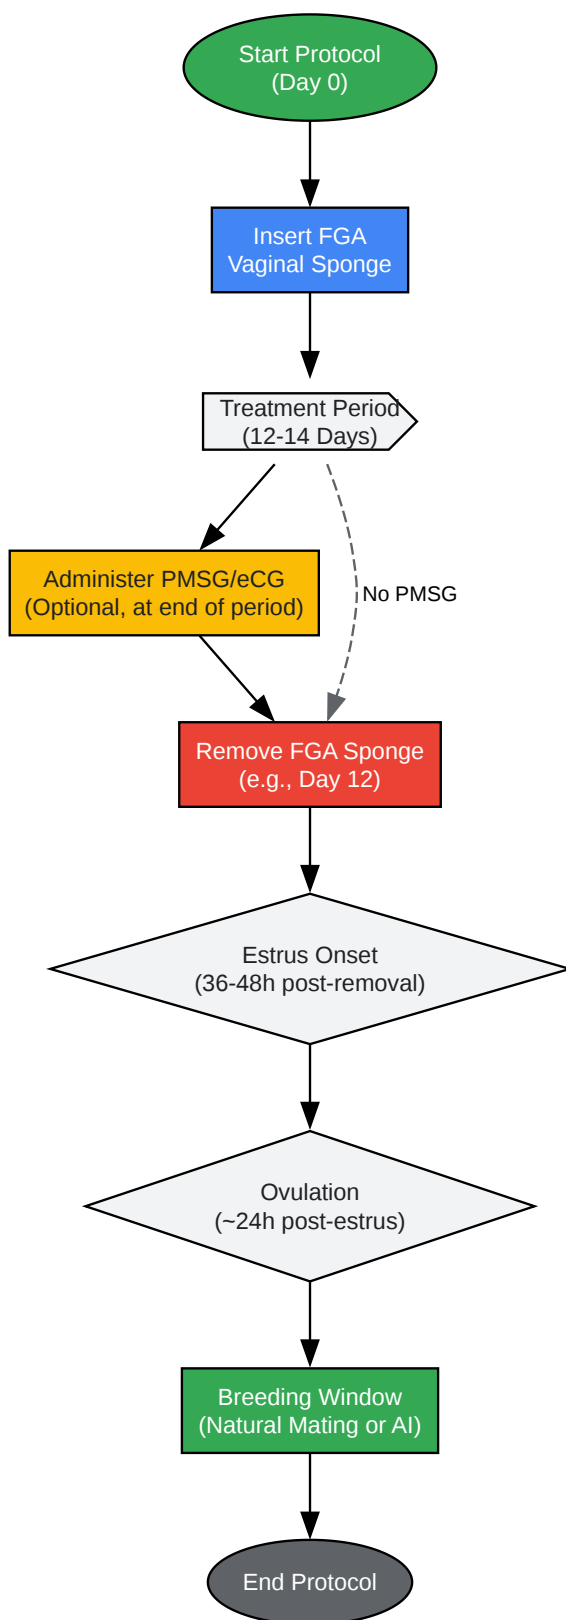 Start Protocol
(Day 0)
Insert FGA
Vaginal Sponge
Treatment Period
(12-14 Days)
Administer PMSG/eCG
(Optional, at end of period)
No PMSG
Remove FGA Sponge
(e.g., Day 12)
Estrus Onset
(36-48h post-removal)
Ovulation
(~24h post-estrus)
Breeding Window
(Natural Mating or AI)
End Protocol